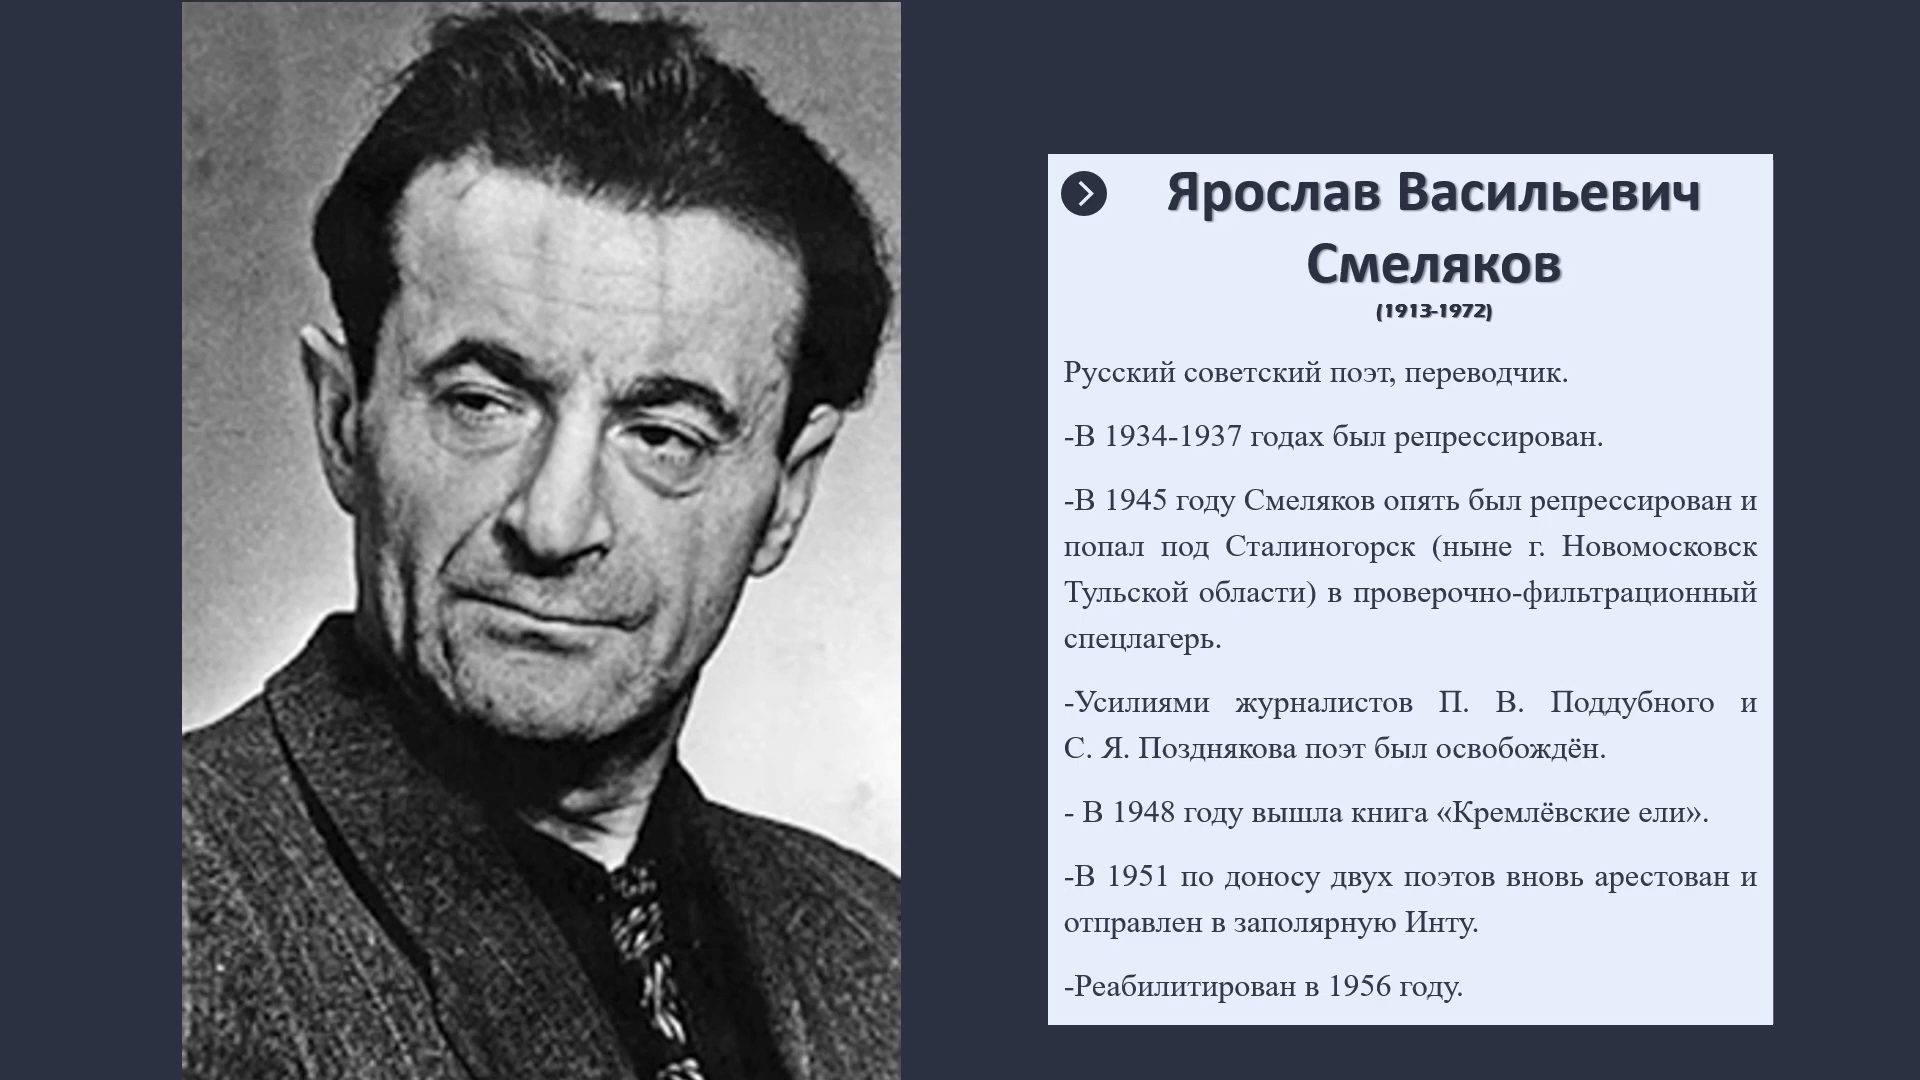 Ярослав Васильевич
Смеляков
(1913-1972)
Русский советский поэт, переводчик.
-В 1934-1937 годах был репрессирован.
-В 1945 году Смеляков опять был репрессирован и
попал под Сталиногорск (ныне г. Новомосковск
Тульской области) в проверочно-фильтрационный
спецлагерь.
-Усилиями журналистов П. В. Поддубного и
С. Я. Позднякова поэт был освобождён.
- В 1948 году вышла книга «Кремлёвские ели».
-В 1951 по доносу двух поэтов вновь арестован и
отправлен в заполярную Инту.
-Реабилитирован в 1956 году.